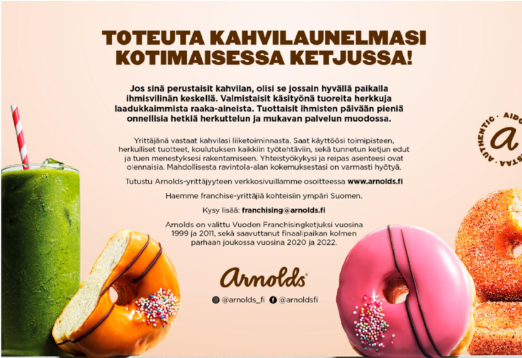 TOTEUTA KAHVILAUNELMASI
KOTIMAISESSA KETJUSSA!
Jos sinä perustaisit kahvilan, olisi se jossain hyvällä paikalla
ihmisvilinän keskellä. Valmistaisit käsityönä tuoreita herkkuja
laadukkaimmista raaka-aineista. Tuottaisit ihmisten päivään pieniä
onnellisia hetkiä herkuttelun ja mukavan palvelun muodossa.
Yrittäjänä vastaat kahvilasi liiketoiminnasta. Saat käyttöösi toimipisteen,
herkulliset tuotteet, koulutuksen kaikkiin työtehtäviin, sekä tunnetun ketjun edut
ja tuen menestyksesi rakentamiseen. Yhteistyökykysi ja reipas asenteesi ovat
olennaisia. Mahdollisesta ravintola-alan kokemuksestasi on varmasti hyötyä.
Tutustu Arnolds-yrittäjyyteen verkkosivuillamme osoitteessa www.arnolds.fi
Haemme franchise-yrittäjiä kohteisiin ympäri Suomen.
Kysy lisää: franchising@arnolds.fi
Arnolds on valittu Vuoden Franchisingketjuksi vuosina
1999 ja 2011, sekä saavuttanut finaalipaikan kolmen
parhaan joukossa vuosina 2020 ja 2022.
Arnolds
@arnolds_fi @arnoldsfi
AUTHENTIC
a